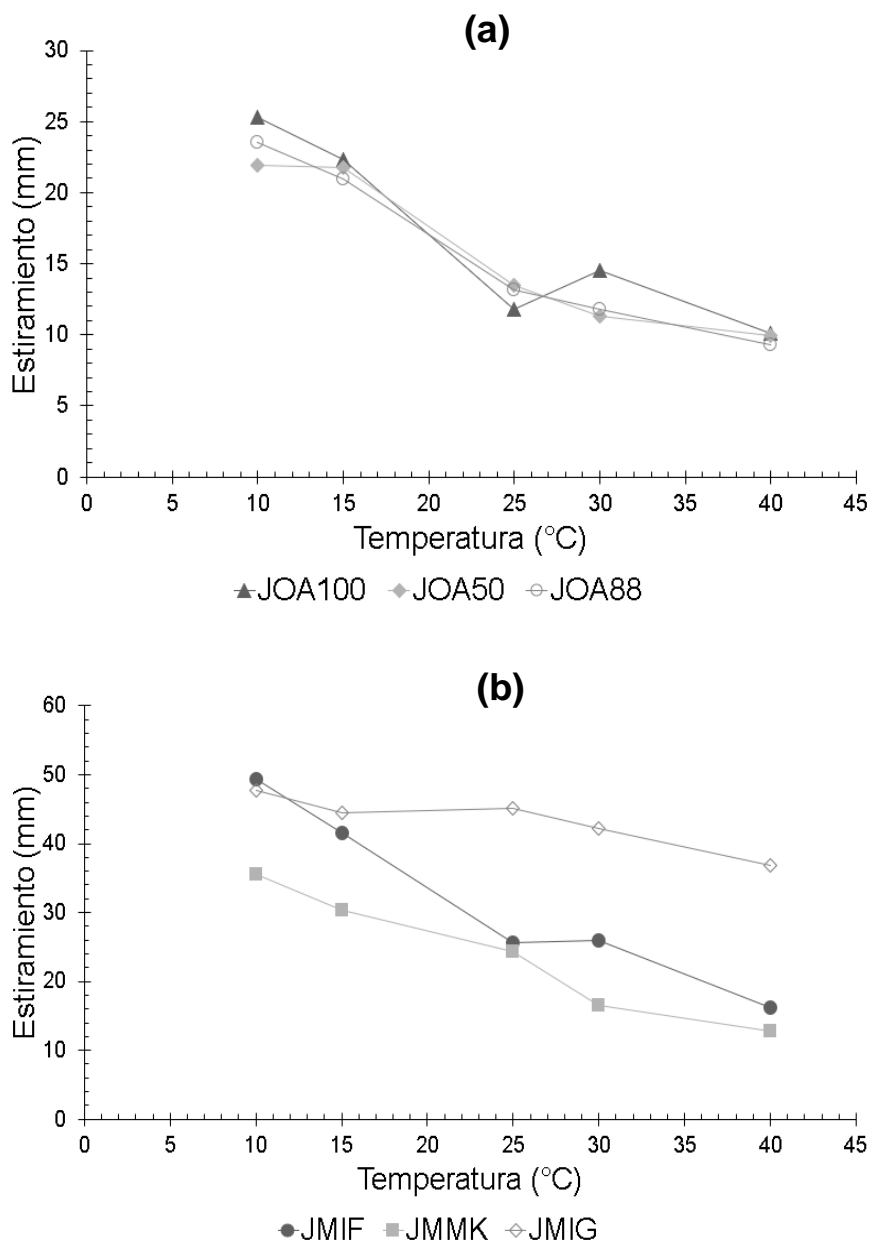 (a)
30
25
20
15
10
5
0
Estiramiento (mm)
0 5 10 15 20 25 30 35 40 45
Temperatura (°C)
JOA100 JOA50 JOA88
(b)
60
50
40
30
20
10
0
Estiramiento (mm)
0 5 10 15 20 25 30 35 40 45
Temperatura (°C)
JMIF JMMK JMIG